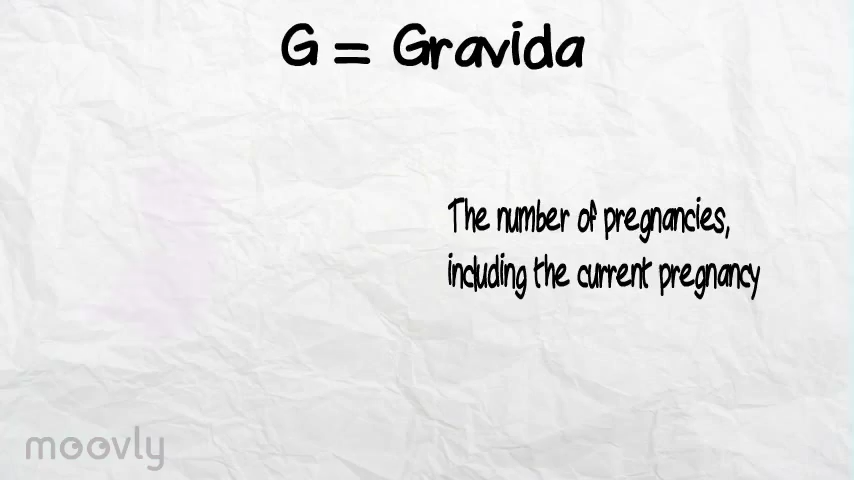 G = Gravida
The number of pregnancies,
including the current pregnancy
moovly